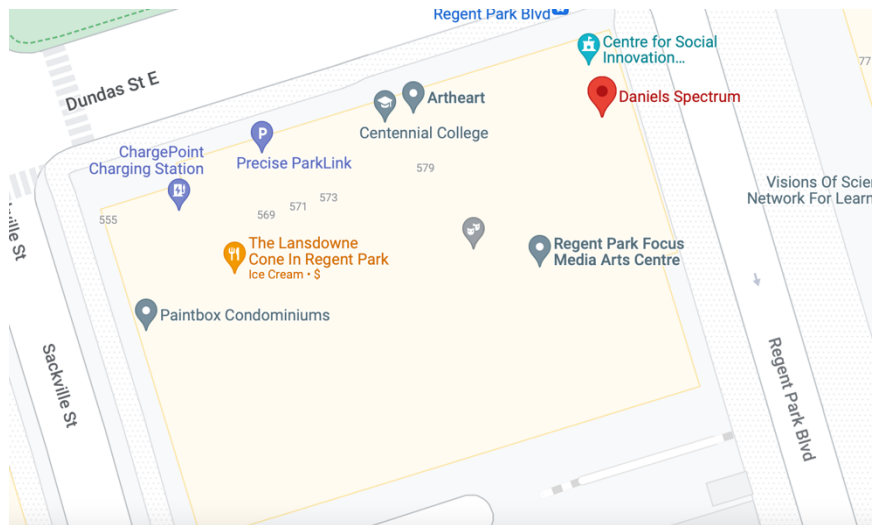 Regent Park Blvd
Centre for Social
Innovation...
Dundas St E
Artheart
Daniels Spectrum
Centennial College
77
ChargePoint
Charging Station
Precise ParkLink
579
Visions Of Scie
Network For Learn
573
571
569
555
ville St
The Lansdowne
Cone In Regent Park
Ice Cream • $
Regent Park Focus
Media Arts Centre
Paintbox Condominiums
Sackville St
Regent Park Blvd